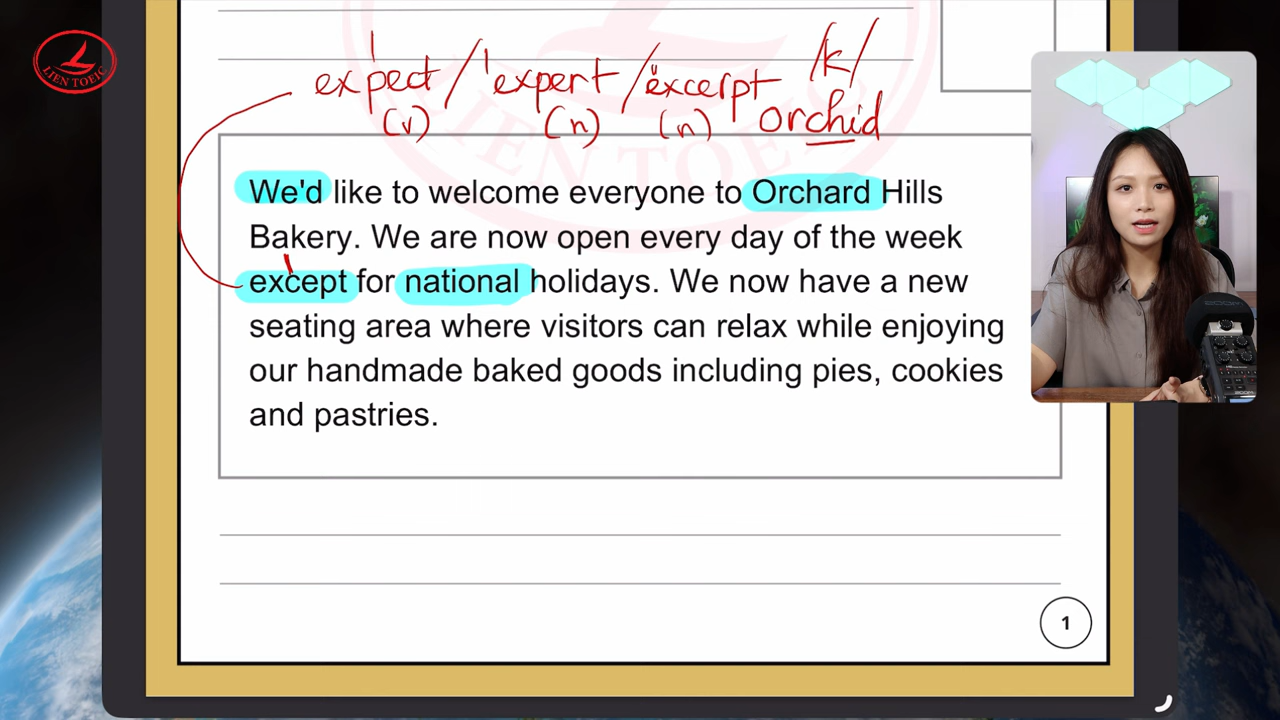 LIEN TOEIC
expect / expert / excerpt /k/
(v) (n) (n) orchid
LIEN TOEIC
We'd like to welcome everyone to Orchard Hills
Bakery. We are now open every day of the week
except for national holidays. We now have a new
seating area where visitors can relax while enjoying
our handmade baked goods including pies, cookies
and pastries.
1